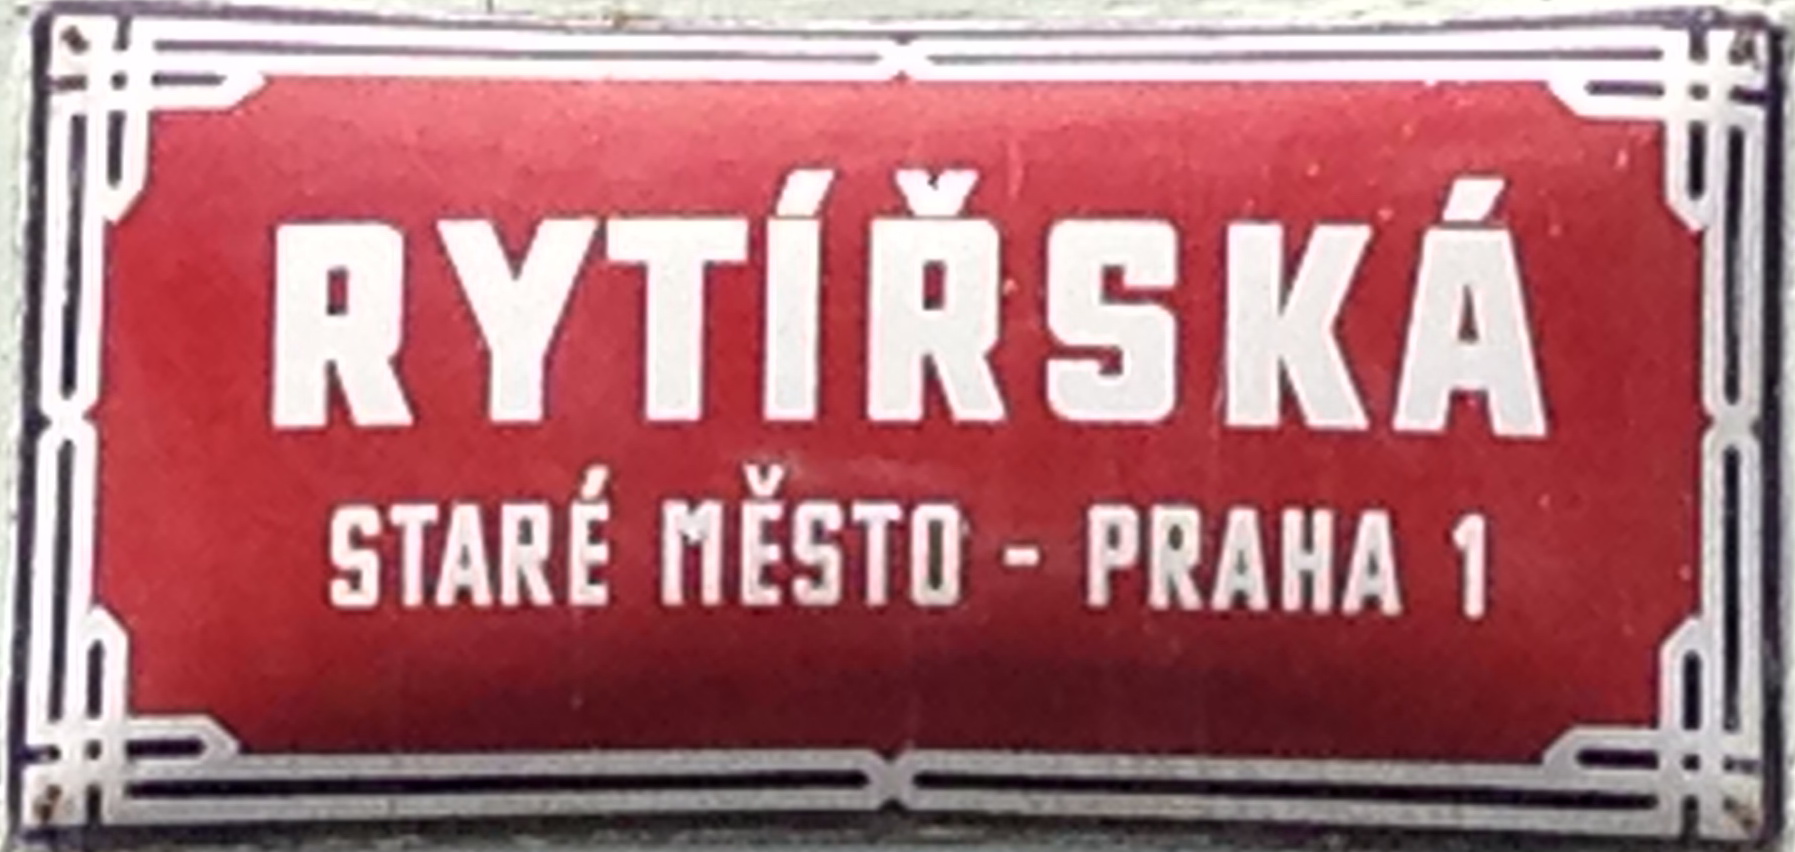 RYTÍŘSKÁ
STARÉ MĚSTO - PRAHA 1